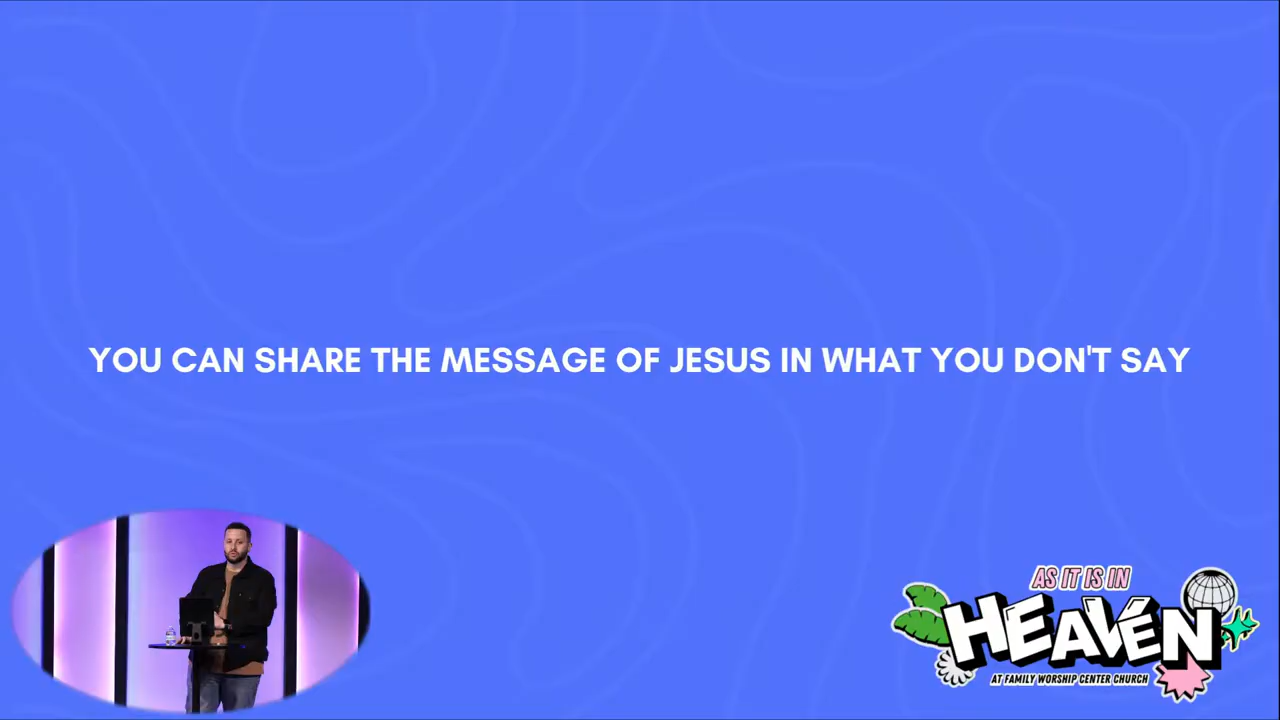 YOU CAN SHARE THE MESSAGE OF JESUS IN WHAT YOU DON'T SAY
AS IT IS IN
HEAVEN
AT FAMILY WORSHIP CENTER CHURCH